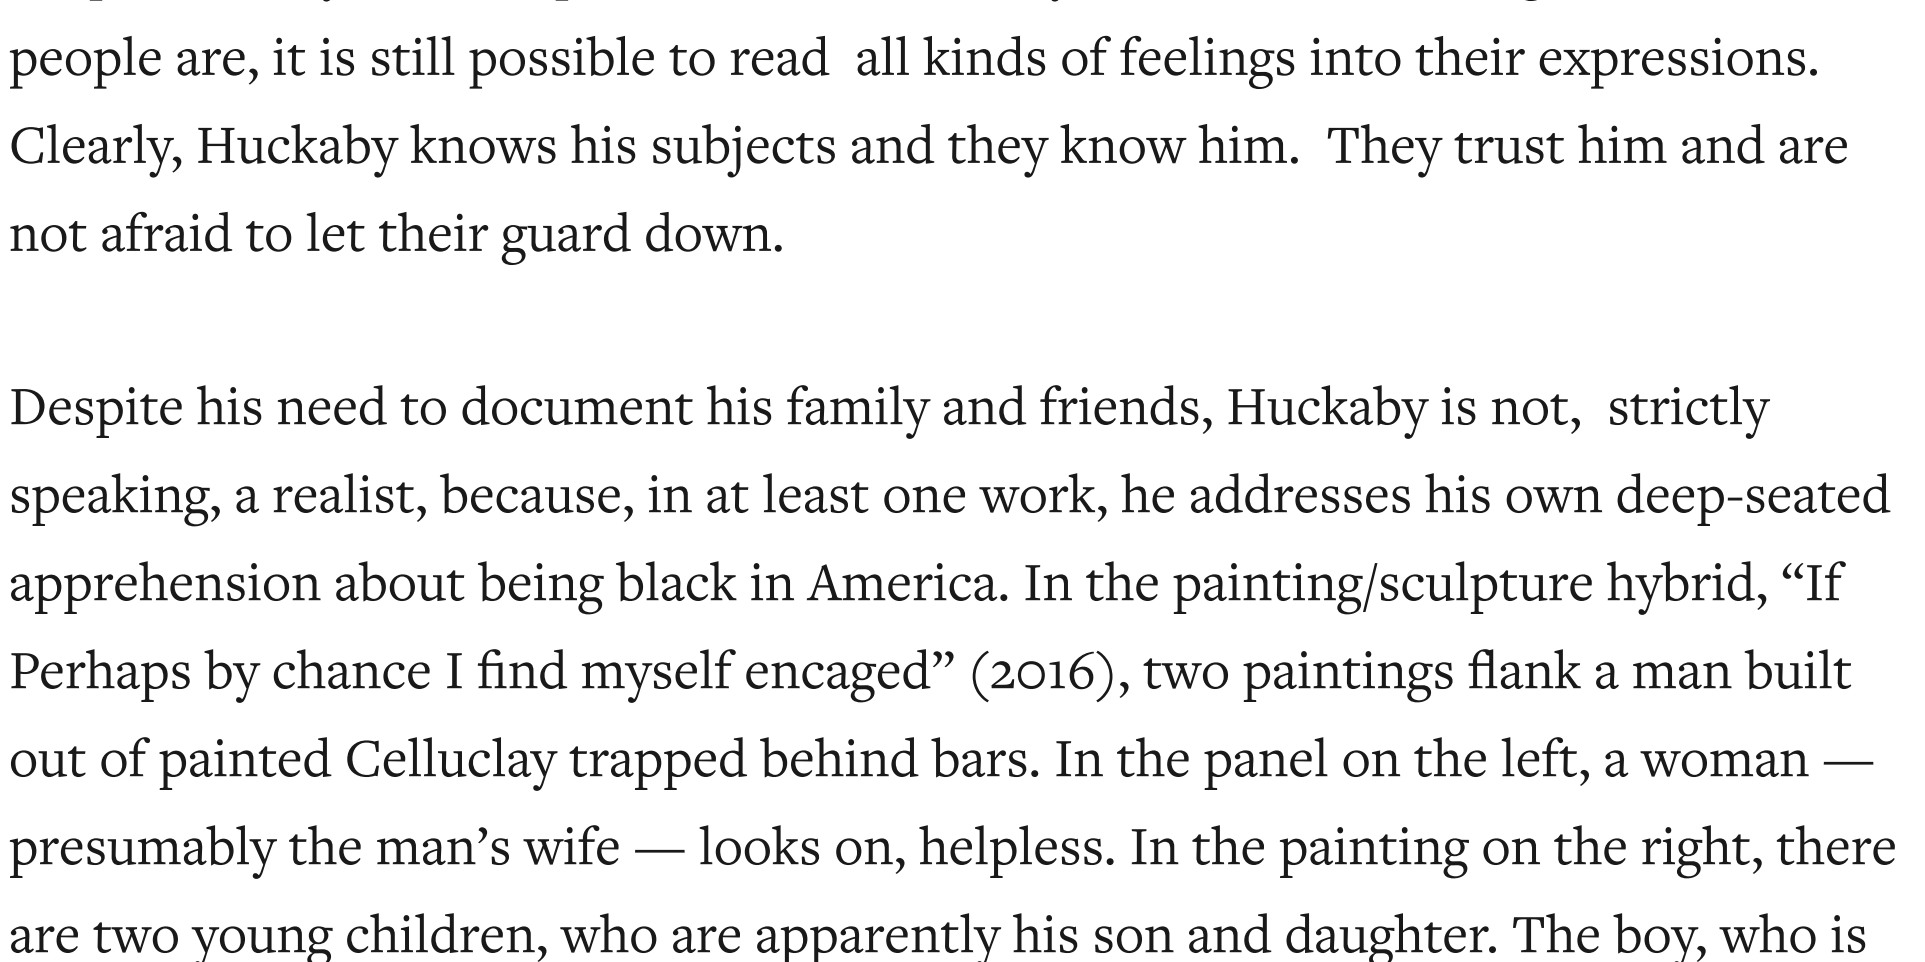 people are, it is still possible to read  all kinds of feelings into their expressions.
Clearly, Huckaby knows his subjects and they know him.  They trust him and are
not afraid to let their guard down.
Despite his need to document his family and friends, Huckaby is not,  strictly
speaking, a realist, because, in at least one work, he addresses his own deep-seated
apprehension about being black in America. In the painting/sculpture hybrid, “If
Perhaps by chance I find myself encaged” (2016), two paintings flank a man built
out of painted Celluclay trapped behind bars. In the panel on the left, a woman —
presumably the man’s wife — looks on, helpless. In the painting on the right, there
are two young children, who are apparently his son and daughter. The boy, who is